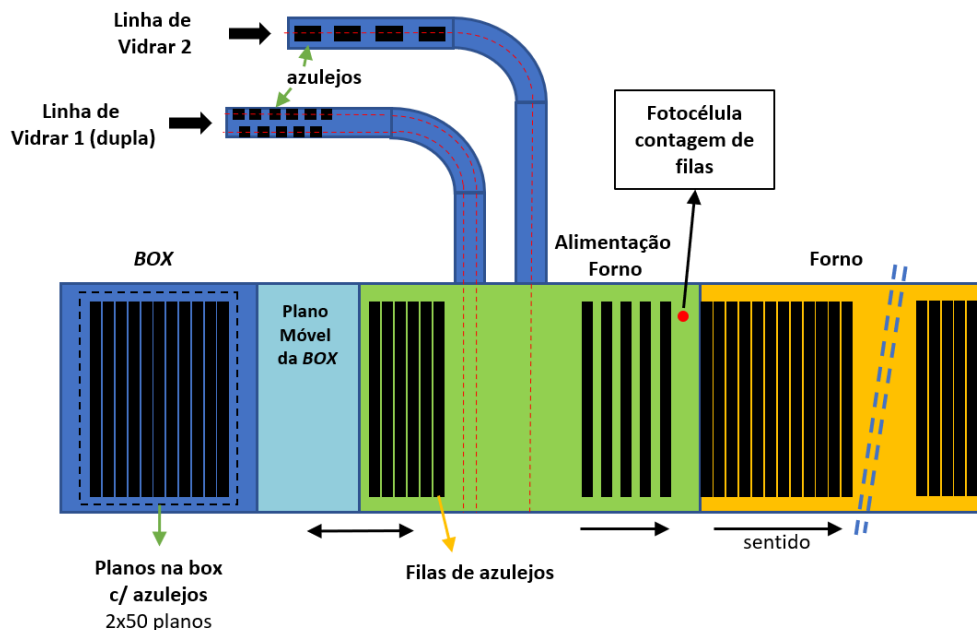 Linha de
Vidrar 2
azulejos
Linha de
Vidrar 1 (dupla)
Fotocélula
contagem de
filas
BOX
Alimentação
Forno
Forno
Plano
Móvel
da BOX
sentido
Planos na box
c/ azulejos
2x50 planos
Filas de azulejos